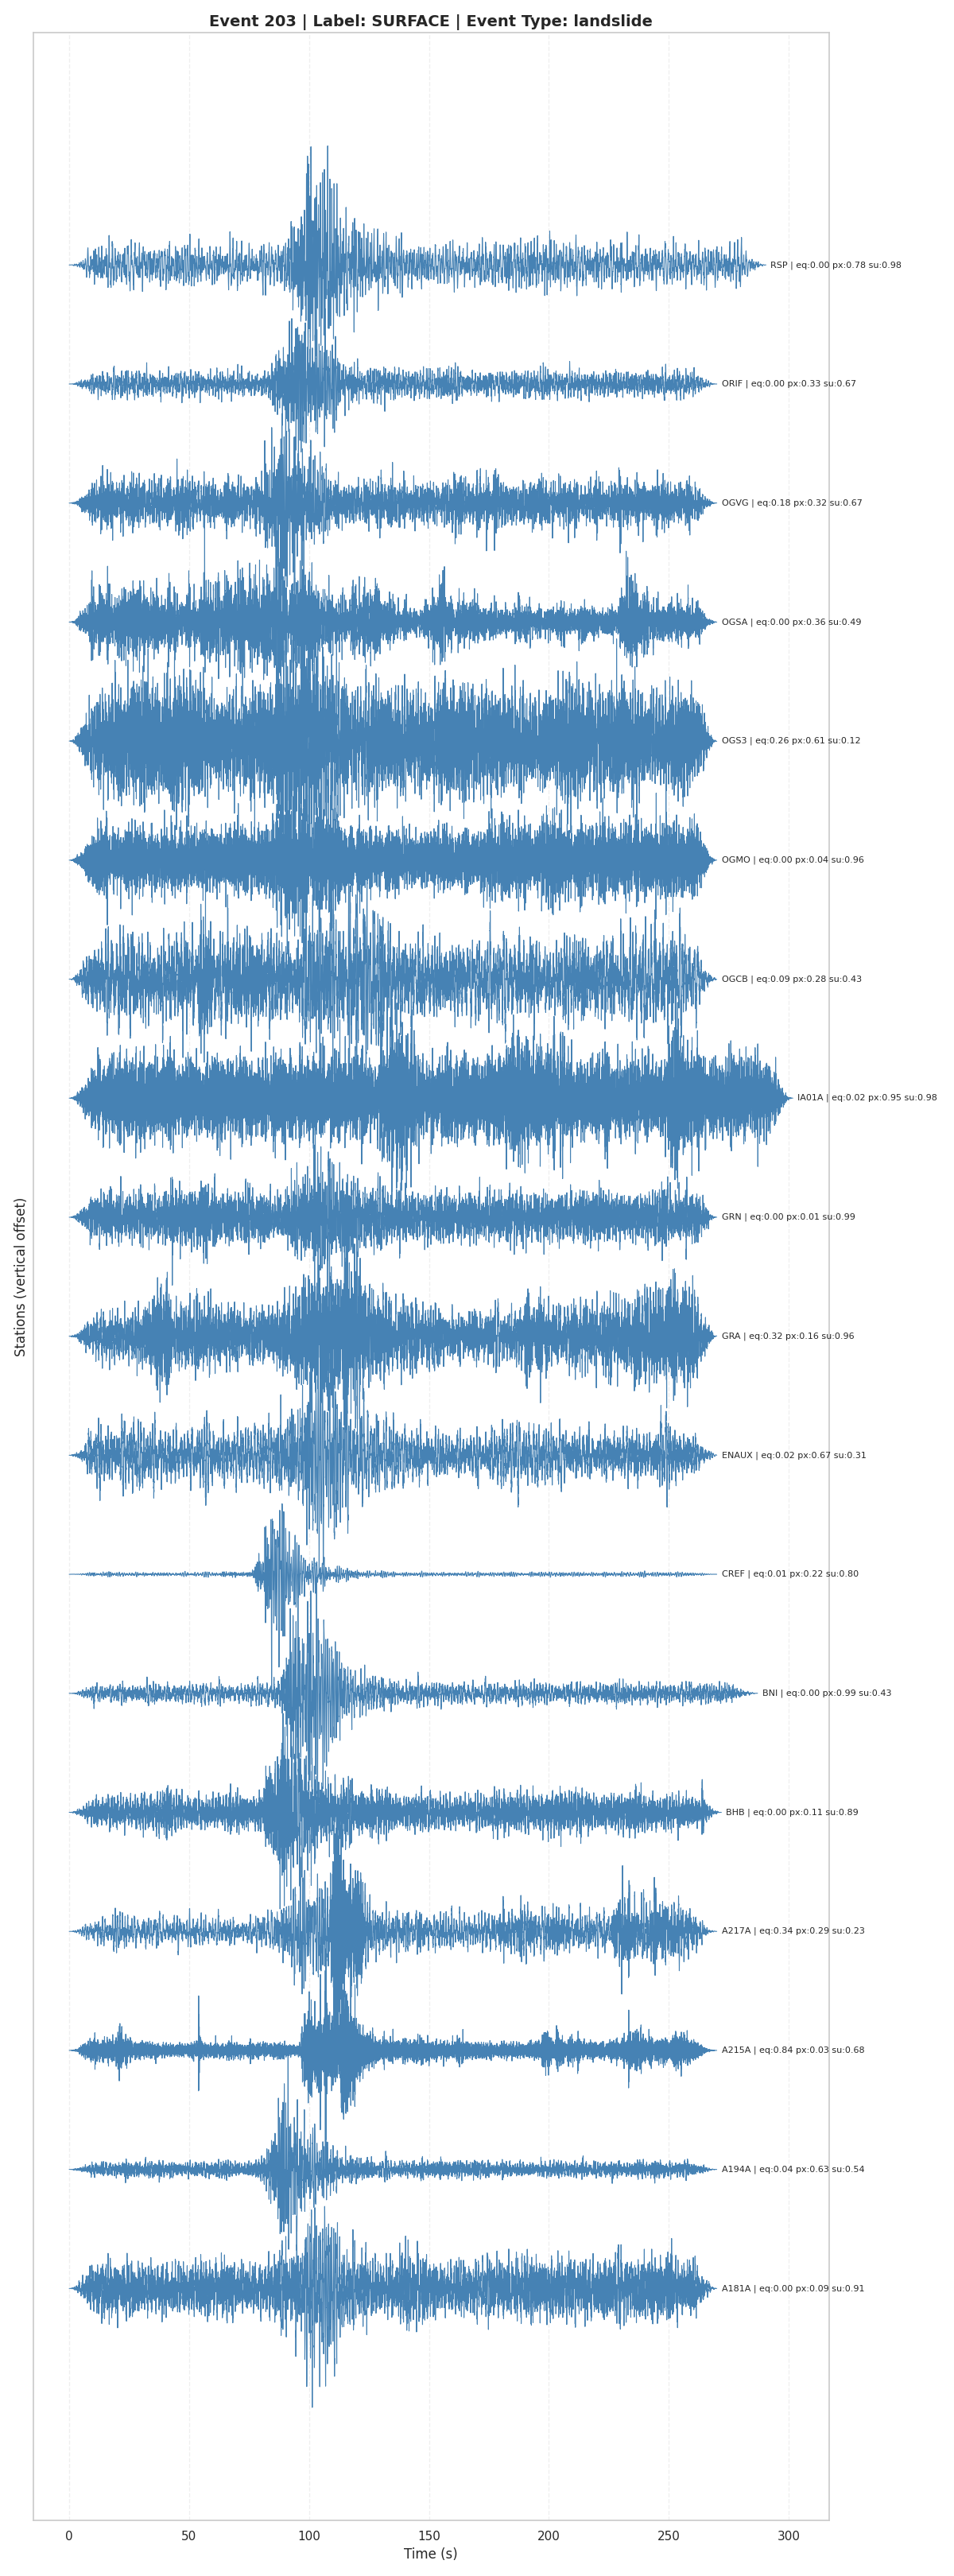 Event 203 | Label: SURFACE | Event Type: landslide
RSP | eq:0.00 px:0.78 su:0.98
ORIF | eq:0.00 px:0.33 su:0.67
OGVG | eq:0.18 px:0.32 su:0.67
OGSA | eq:0.00 px:0.36 su:0.49
OGS3 | eq:0.26 px:0.61 su:0.12
OGMO | eq:0.00 px:0.04 su:0.96
OGCB | eq:0.09 px:0.28 su:0.43
IA01A | eq:0.02 px:0.95 su:0.98
GRN | eq:0.00 px:0.01 su:0.99
GRA | eq:0.32 px:0.16 su:0.96
ENAUX | eq:0.02 px:0.67 su:0.31
CREF | eq:0.01 px:0.22 su:0.80
BNI | eq:0.00 px:0.99 su:0.43
BHB | eq:0.00 px:0.11 su:0.89
A217A | eq:0.34 px:0.29 su:0.23
A215A | eq:0.84 px:0.03 su:0.68
A194A | eq:0.04 px:0.63 su:0.54
A181A | eq:0.00 px:0.09 su:0.91
Stations (vertical offset)
0 50 100 150 200 250 300
Time (s)